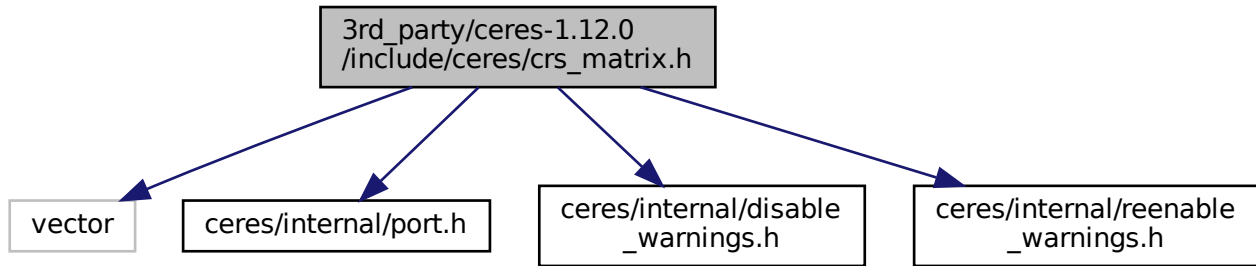 3rd_party/ceres-1.12.0
/include/ceres/crs_matrix.h
vector
ceres/internal/port.h
ceres/internal/disable
_warnings.h
ceres/internal/reenable
_warnings.h